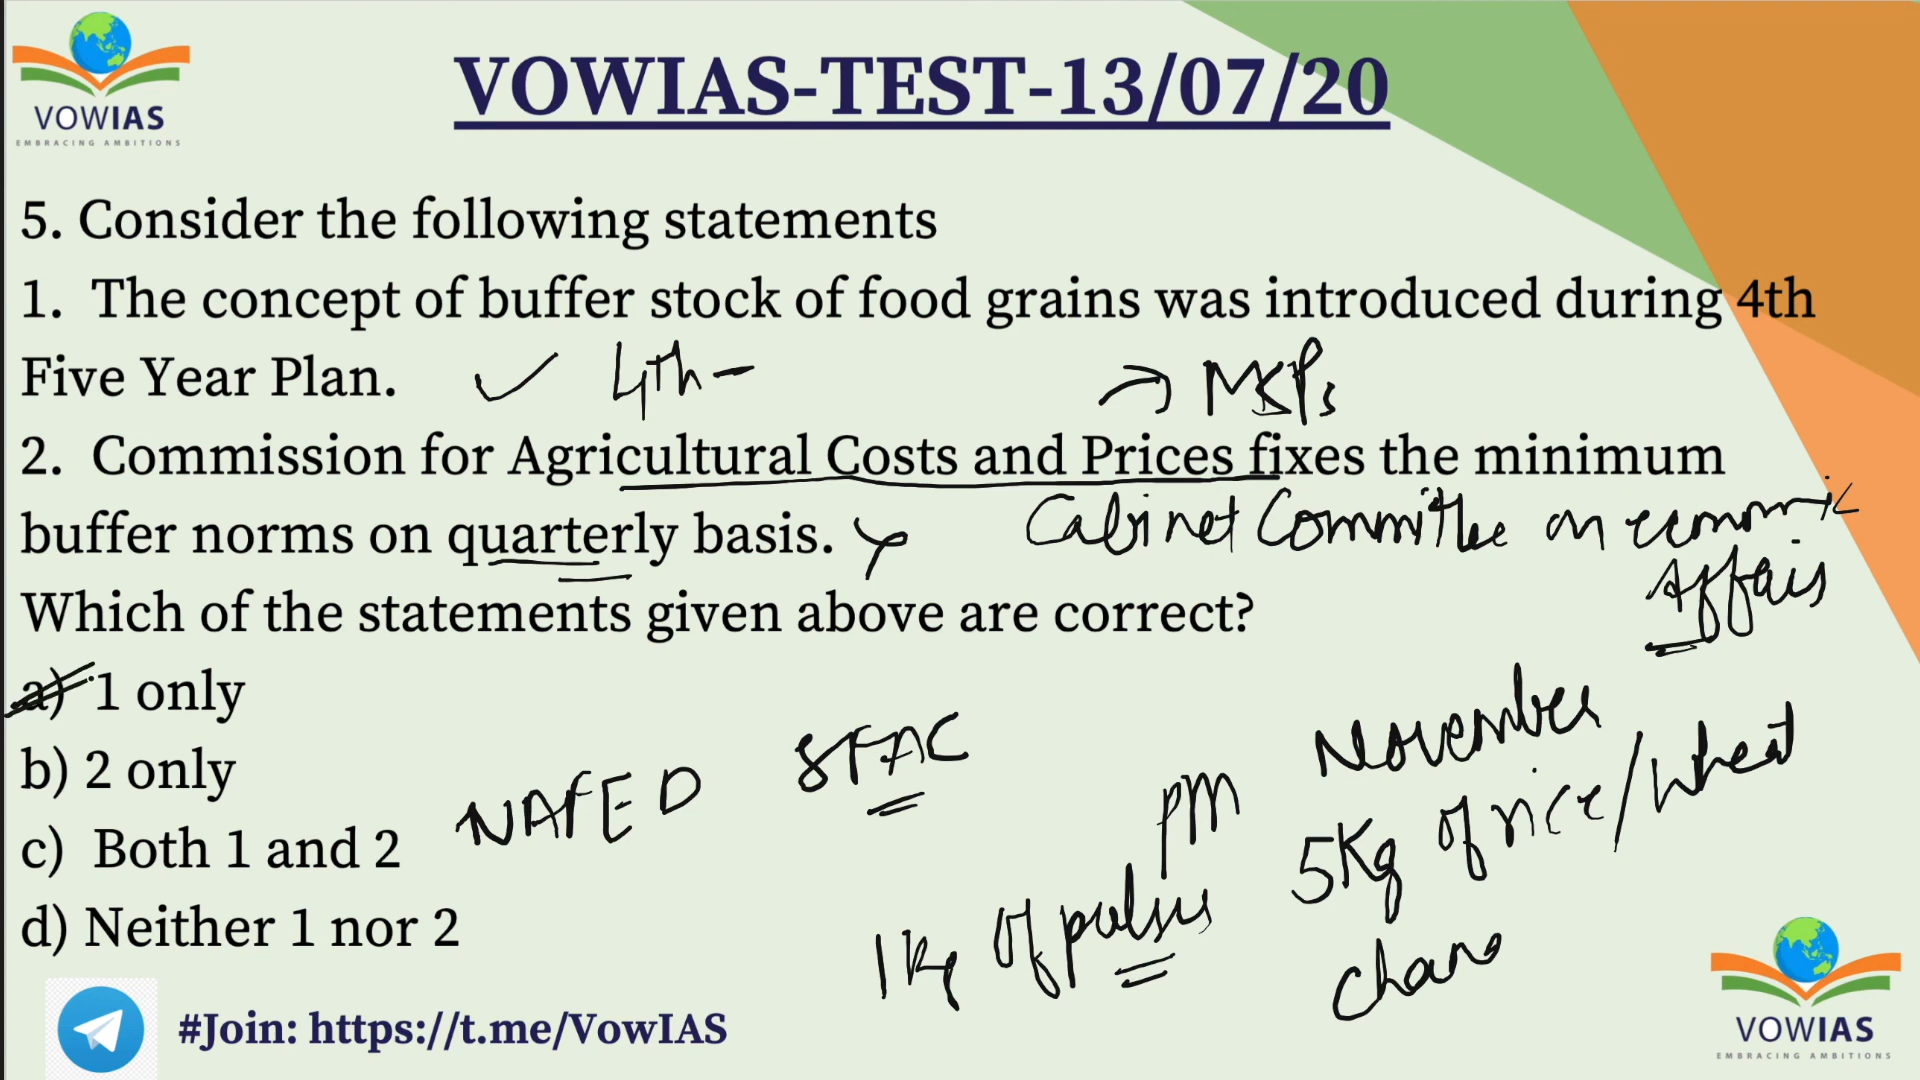 VOWIAS
EMBRACING AMBITIONS
VOWIAS-TEST-13/07/20
5. Consider the following statements
1. The concept of buffer stock of food grains was introduced during 4th
Five Year Plan. 4th -
→ MSPs
2. Commission for Agricultural Costs and Prices fixes the minimum
buffer norms on quarterly basis.
Cabinet Committee on economic
Affairs
Which of the statements given above are correct?
a) 1 only
b) 2 only
c) Both 1 and 2
d) Neither 1 nor 2
NAFED SFAC
PM
November
5Kg of rice/wheat
1 kg of pulses
chana
#Join: https://t.me/VowIAS
VOWIAS
EMBRACING AMBITIONS